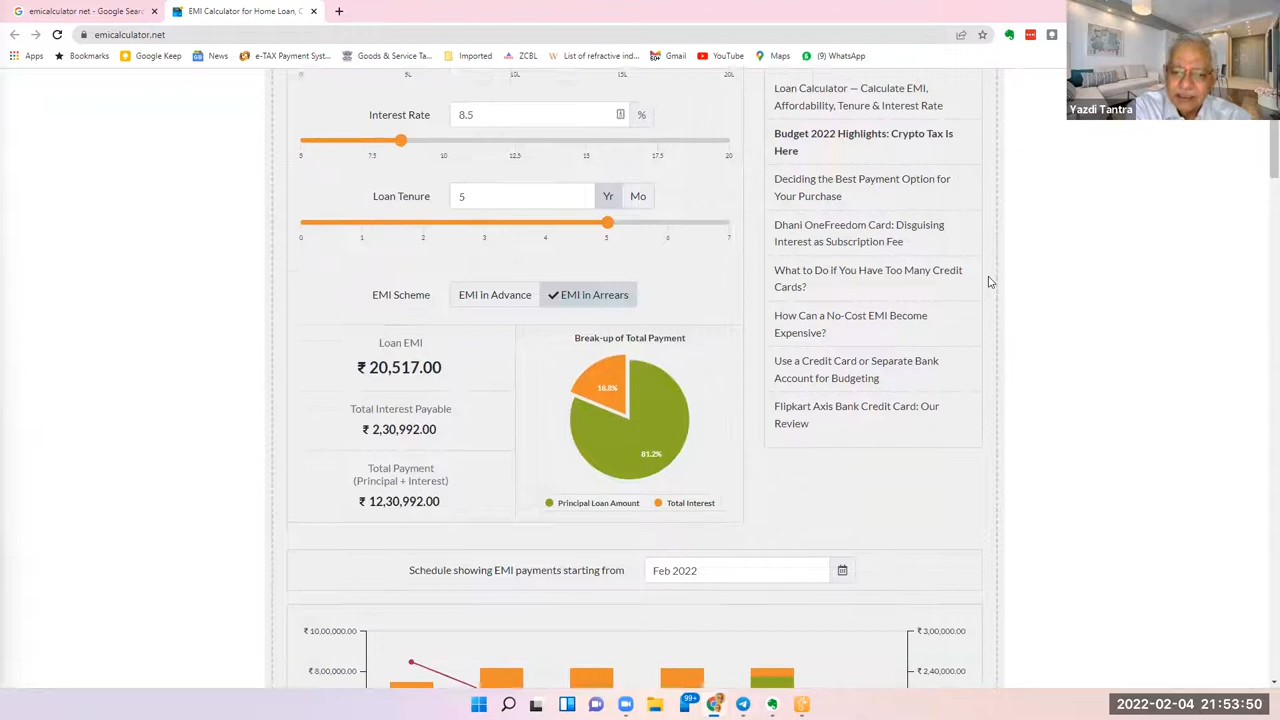 emicalculator net - Google Sear
EMI Calculator for Home Loan, C
emicalculator.net
Apps
Bookmarks
Google Keep
News
e-TAX Payment Syst...
Goods & Service Ta...
Imported
ZCBL
List of refractive ind...
Gmail
YouTube
Maps
(9) WhatsApp
Yazdi Tantra
0 5L 10L 15L 20L
Interest Rate 8.5 %
5 7.5 10 12.5 15 17.5 20
Loan Tenure 5 Yr Mo
0 1 2 3 4 5 6 7
EMI Scheme EMI in Advance EMI in Arrears
Loan EMI
₹ 20,517.00
Total Interest Payable
₹ 2,30,992.00
Total Payment
(Principal + Interest)
₹ 12,30,992.00
Break-up of Total Payment
18.8%
81.2%
Principal Loan Amount Total Interest
Loan Calculator — Calculate EMI,
Affordability, Tenure & Interest Rate
Budget 2022 Highlights: Crypto Tax Is
Here
Deciding the Best Payment Option for
Your Purchase
Dhani OneFreedom Card: Disguising
Interest as Subscription Fee
What to Do if You Have Too Many Credit
Cards?
How Can a No-Cost EMI Become
Expensive?
Use a Credit Card or Separate Bank
Account for Budgeting
Flipkart Axis Bank Credit Card: Our
Review
Schedule showing EMI payments starting from Feb 2022
₹ 10,00,000.00 ₹ 3,00,000.00
₹ 8,00,000.00 ₹ 2,40,000.00
99+
2022-02-04 21:53:50